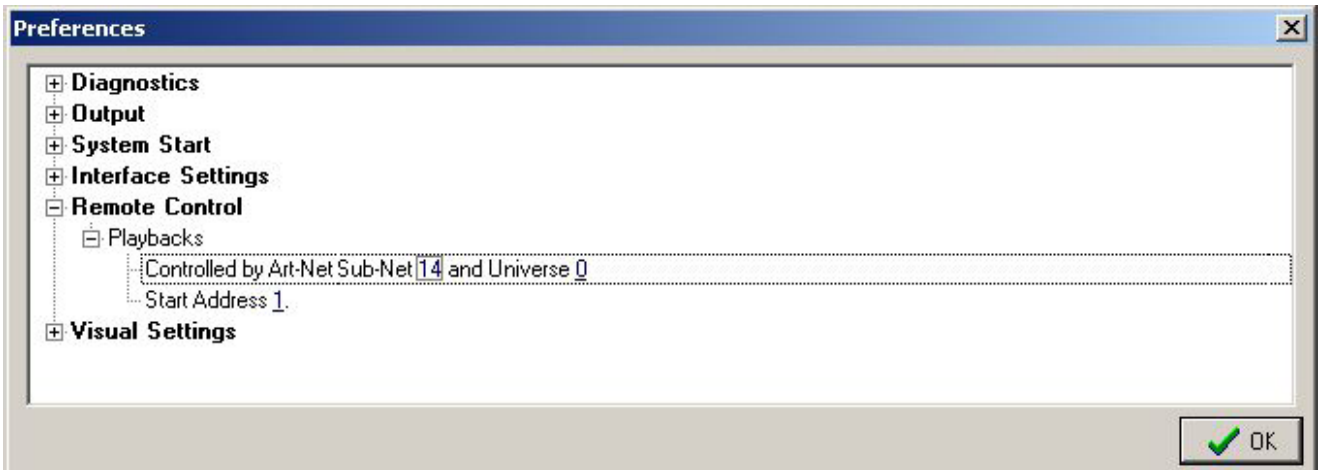 Preferences
Diagnostics
Output
System Start
Interface Settings
Remote Control
Playbacks
Controlled by Art-Net Sub-Net 14 and Universe 0
Start Address 1.
Visual Settings
OK